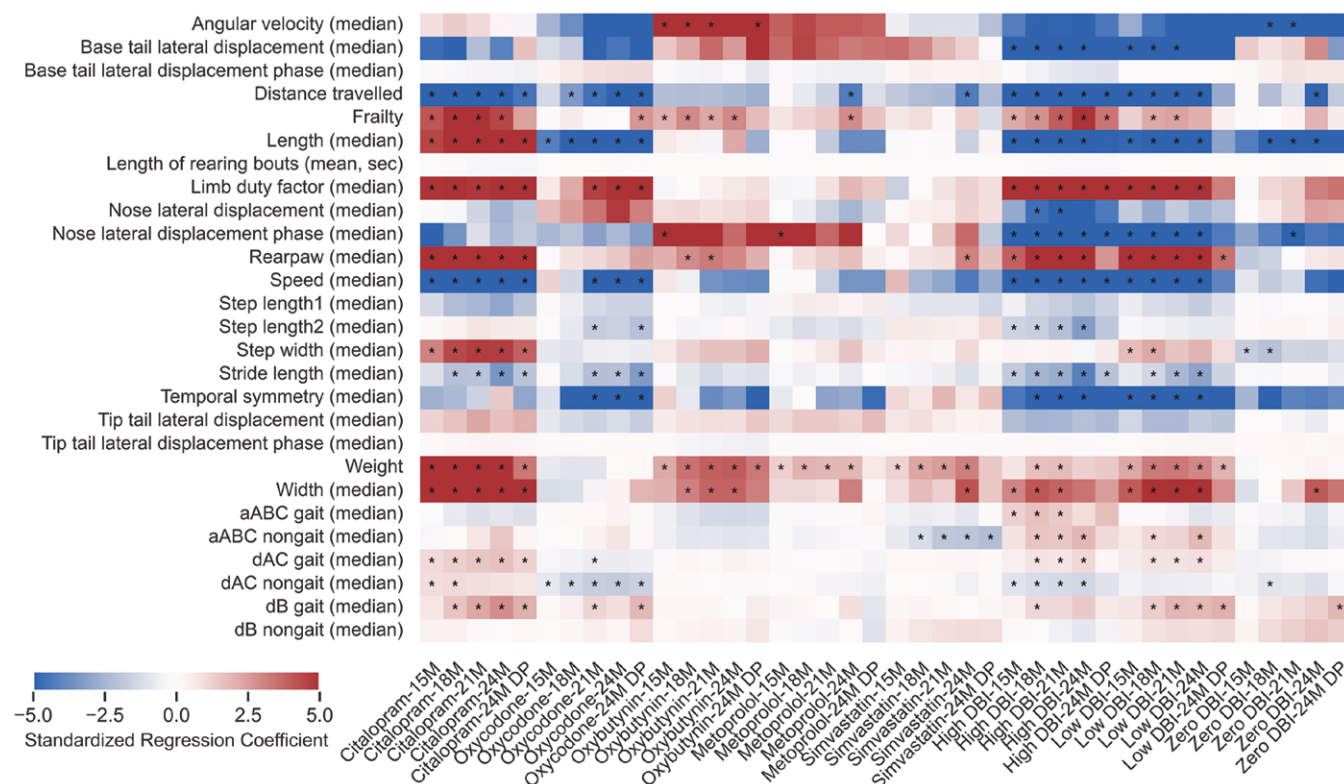 Angular velocity (median)
Base tail lateral displacement (median)
Base tail lateral displacement phase (median)
Distance travelled
Frailty
Length (median)
Length of rearing bouts (mean, sec)
Limb duty factor (median)
Nose lateral displacement (median)
Nose lateral displacement phase (median)
Rearpaw (median)
Speed (median)
Step length1 (median)
Step length2 (median)
Step width (median)
Stride length (median)
Temporal symmetry (median)
Tip tail lateral displacement (median)
Tip tail lateral displacement phase (median)
Weight
Width (median)
aABC gait (median)
aABC nongait (median)
dAC gait (median)
dAC nongait (median)
dB gait (median)
dB nongait (median)
−5.0 −2.5 0.0 2.5 5.0
Standardized Regression Coefficient
Citalopram-15M
Citalopram-18M
Citalopram-21M
Citalopram-24M
Citalopram-24M DP
Oxycodone-15M
Oxycodone-18M
Oxycodone-21M
Oxycodone-24M
Oxycodone-24M DP
Oxybutynin-15M
Oxybutynin-18M
Oxybutynin-21M
Oxybutynin-24M
Oxybutynin-24M DP
Metoprolol-15M
Metoprolol-18M
Metoprolol-21M
Metoprolol-24M
Metoprolol-24M DP
Simvastatin-15M
Simvastatin-18M
Simvastatin-21M
Simvastatin-24M
Simvastatin-24M DP
High DBI-15M
High DBI-18M
High DBI-21M
High DBI-24M
High DBI-24M DP
Low DBI-15M
Low DBI-18M
Low DBI-21M
Low DBI-24M
Low DBI-24M DP
Zero DBI-15M
Zero DBI-18M
Zero DBI-21M
Zero DBI-24M
Zero DBI-24M DP